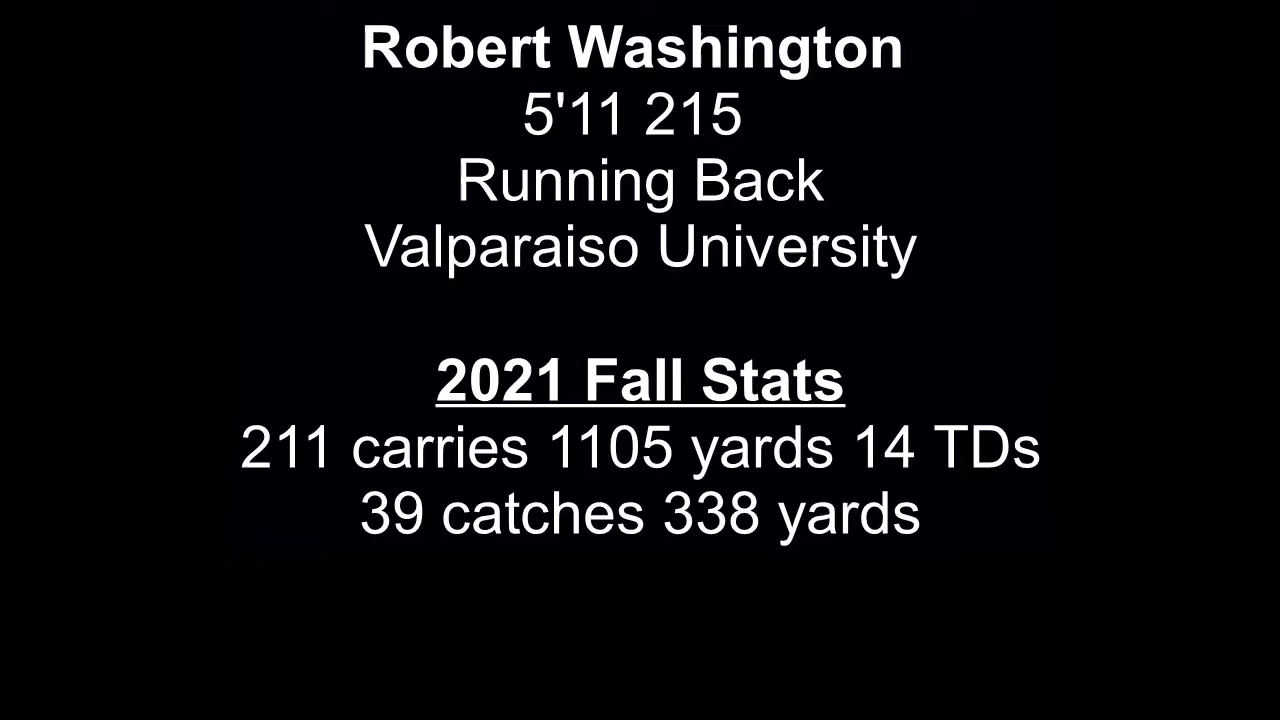 Robert Washington
5'11 215
Running Back
Valparaiso University
2021 Fall Stats
211 carries 1105 yards 14 TDs
39 catches 338 yards